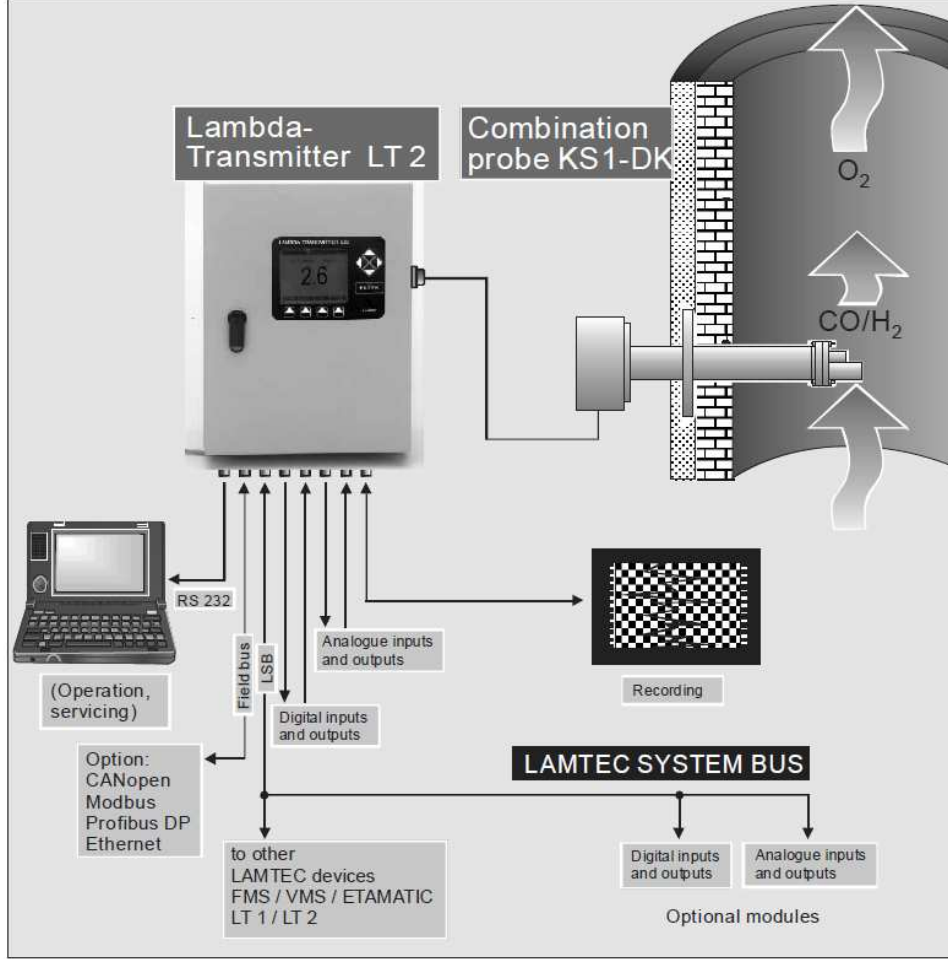 Lambda-
Transmitter LT 2
Combination
probe KS1-DK
O₂
LAMBDA TRANSMITTER
2.6
CO/H₂
RS 232
Field bus
LSB
Analogue inputs
and outputs
Digital inputs
and outputs
(Operation,
servicing)
Recording
Option:
CANopen
Modbus
Profibus DP
Ethernet
LAMTEC SYSTEM BUS
to other
LAMTEC devices
FMS / VMS / ETAMATIC
LT 1 / LT 2
Digital inputs
and outputs
Analogue inputs
and outputs
Optional modules